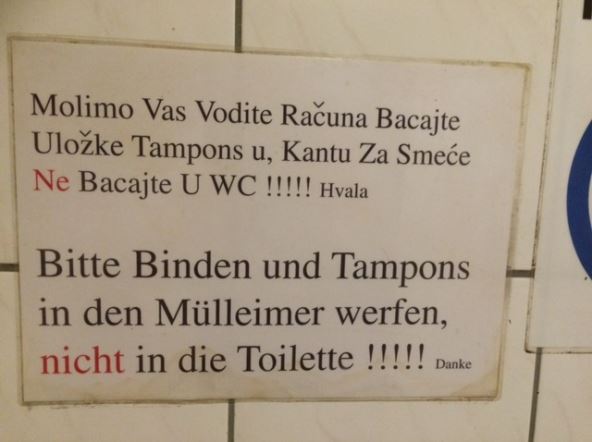 Molimo Vas Vodite Računa Bacajte
Uložke Tampons u, Kantu Za Smeće
Ne Bacajte U WC !!!!! Hvala
Bitte Binden und Tampons
in den Mülleimer werfen,
nicht in die Toilette !!!!! Danke